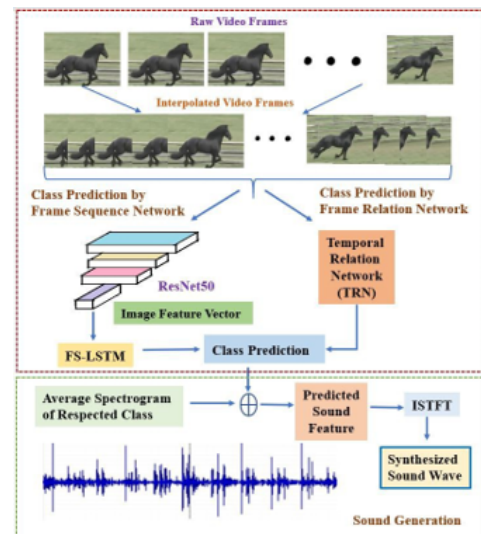 Raw Video Frames
Interpolated Video Frames
Class Prediction by
Frame Sequence Network
Class Prediction by
Frame Relation Network
ResNet50
Temporal
Relation
Network
(TRN)
Image Feature Vector
FS-LSTM
Class Prediction
Average Spectrogram
of Respected Class
Predicted
Sound
Feature
ISTFT
Synthesized
Sound Wave
Sound Generation